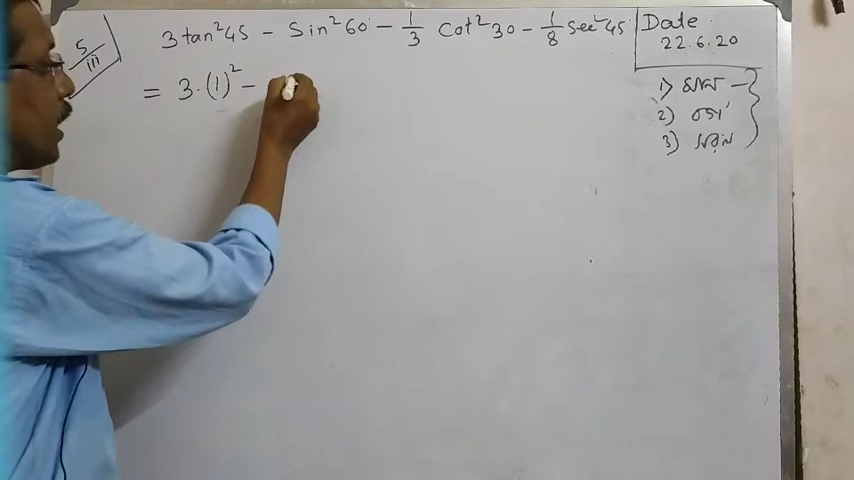 5/III
3 tan²45 - Sin²60 - 1/3 Cot²30 - 1/8 Sec²45
= 3·(1)² -
Date
22.6.20
1)
2)
3)